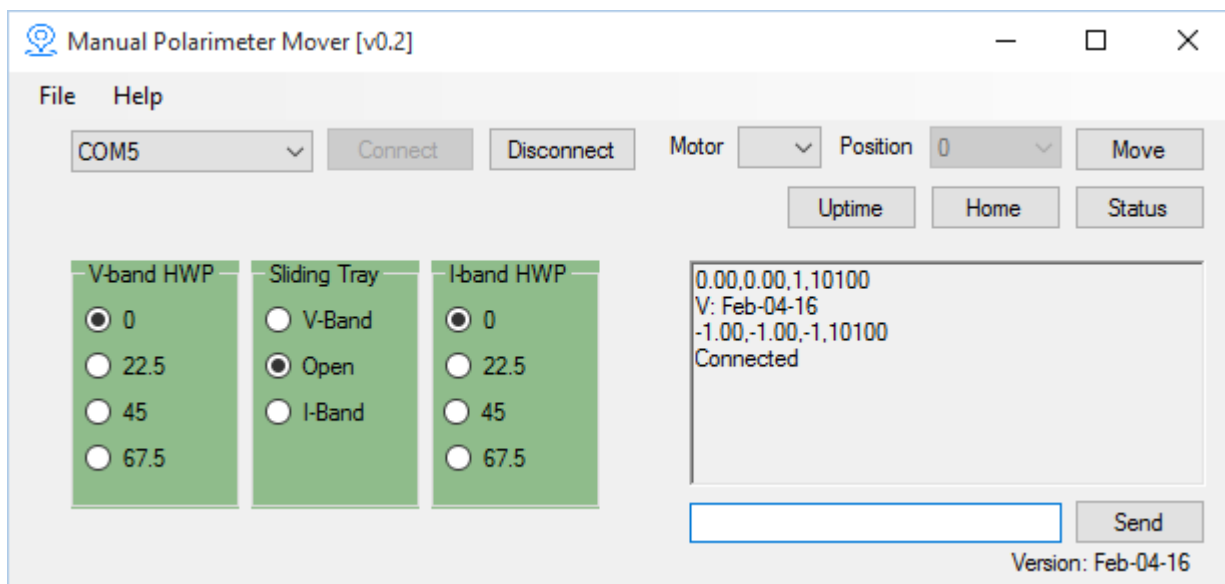 Manual Polarimeter Mover [v0.2]
File Help
COM5 Connect Disconnect Motor Position 0 Move
Uptime Home Status
V-band HWP
0
22.5
45
67.5
Sliding Tray
V-Band
Open
I-Band
I-band HWP
0
22.5
45
67.5
0.00,0.00,1,10100
V: Feb-04-16
-1.00,-1.00,-1,10100
Connected
Send
Version: Feb-04-16